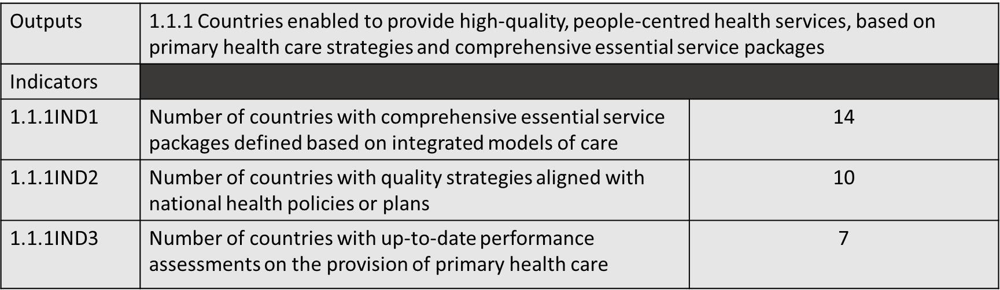 Outputs
1.1.1 Countries enabled to provide high-quality, people-centred health services, based on
primary health care strategies and comprehensive essential service packages
Indicators
1.1.1IND1
Number of countries with comprehensive essential service
packages defined based on integrated models of care
14
1.1.1IND2
Number of countries with quality strategies aligned with
national health policies or plans
10
1.1.1IND3
Number of countries with up-to-date performance
assessments on the provision of primary health care
7